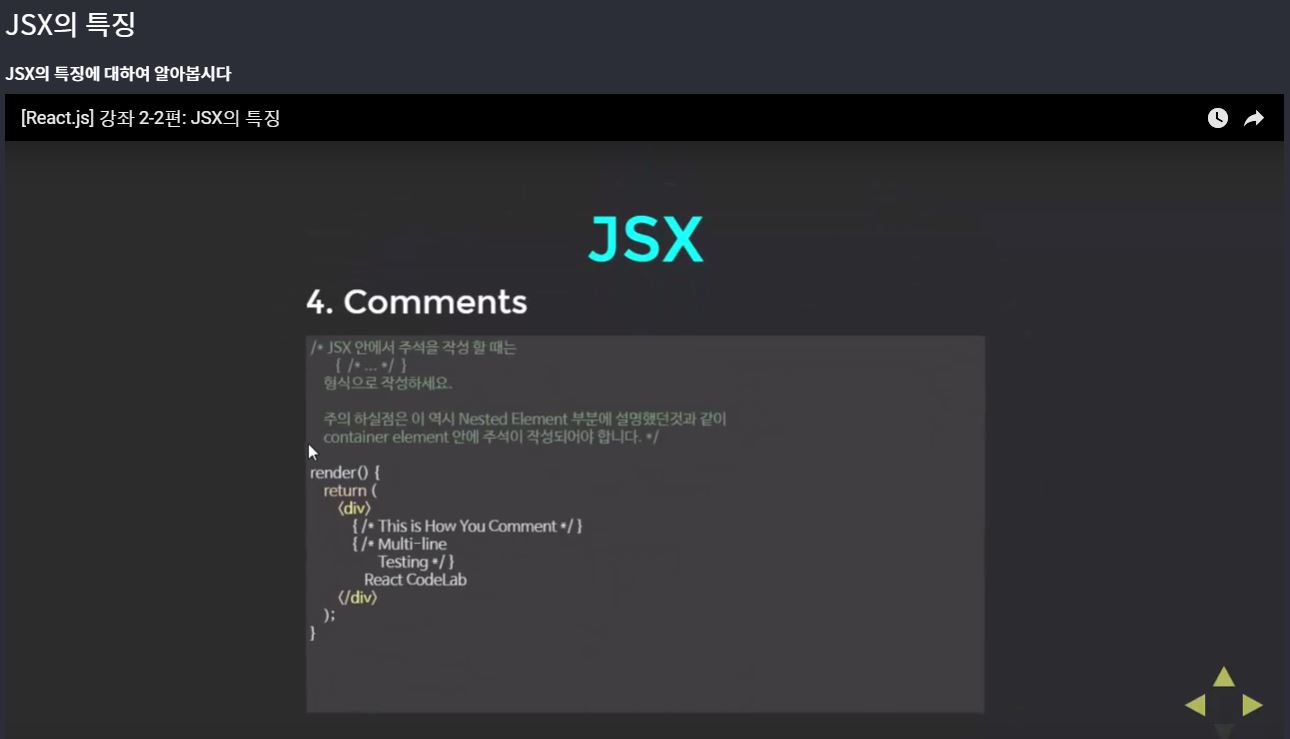 JSX의 특징
JSX의 특징에 대하여 알아봅시다
[React.js] 강좌 2-2편: JSX의 특징
JSX
4. Comments
/* JSX 안에서 주석을 작성 할 때는
{ /* ... */ }
형식으로 작성하세요.
주의 하실점은 이 역시 Nested Element 부분에 설명했던것과 같이
container element 안에 주석이 작성되어야 합니다. */
render() {
return (
<div>
{ /* This is How You Comment */ }
{ /* Multi-line
Testing */ }
React CodeLab
</div>
);
}